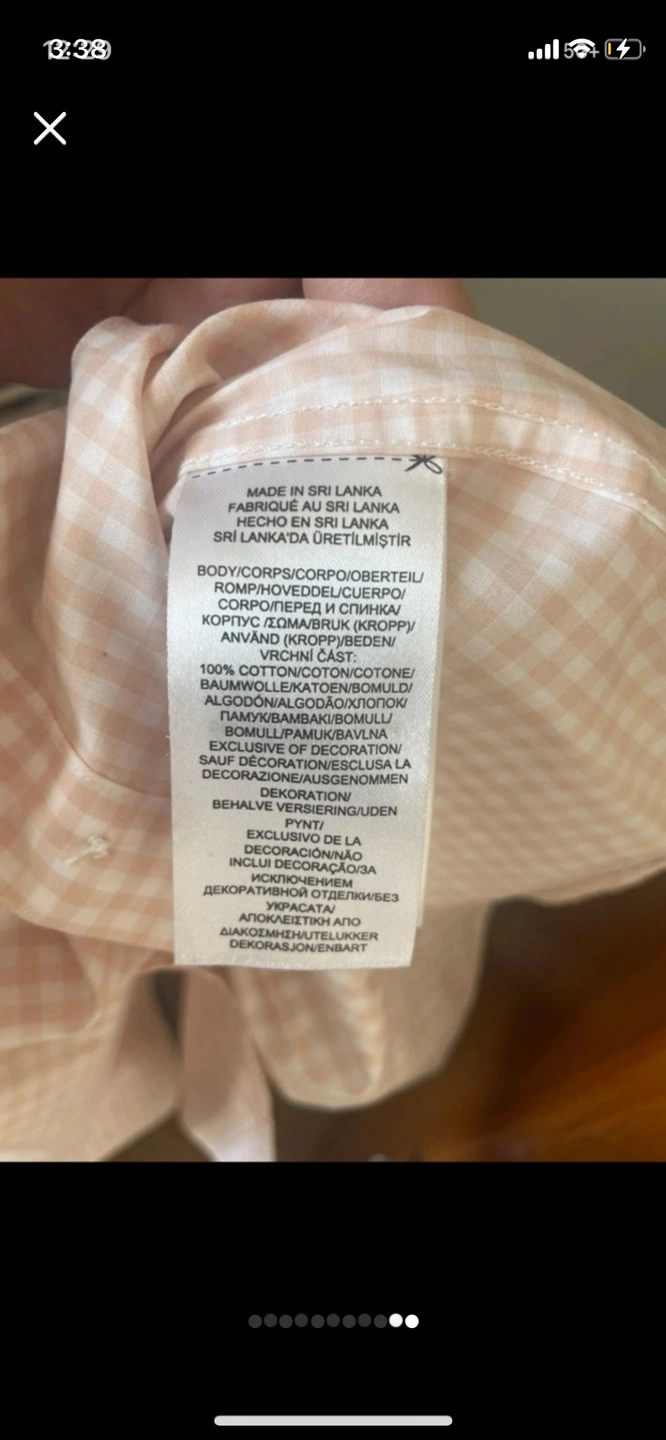 3:38
MADE IN SRI LANKA
FABRIQUÉ AU SRI LANKA
HECHO EN SRI LANKA
SRİ LANKA'DA ÜRETİLMİŞTİR
BODY/CORPS/CORPO/OBERTEIL/
ROMP/HOVEDDEL/CUERPO/
CORPO/ПЕРЕД И СПИНКА/
КОРПУС /ΣΩΜΑ/BRUK (KROPP)/
ANVÄND (KROPP)/BEDEN/
VRCHNÍ ČÁST:
100% COTTON/COTON/COTONE/
BAUMWOLLE/KATOEN/BOMULD/
ALGODÓN/ALGODÃO/ХЛОПОК/
ПАМУК/ΒΑΜΒΑΚΙ/BOMULL/
BOMULL/PAMUK/BAVLNA
EXCLUSIVE OF DECORATION/
SAUF DÉCORATION/ESCLUSA LA
DECORAZIONE/AUSGENOMMEN
DEKORATION/
BEHALVE VERSIERING/UDEN
PYNT/
EXCLUSIVO DE LA
DECORACIÓN/NÃO
INCLUI DECORAÇÃO/ЗА
ИСКЛЮЧЕНИЕМ
ДЕКОРАТИВНОЙ ОТДЕЛКИ/БЕЗ
УКРАСАТА/
ΑΠΟΚΛΕΙΣΤΙΚΗ ΑΠΟ
ΔΙΑΚΟΣΜΗΣΗ/UTELUKKER
DEKORASJON/ENBART